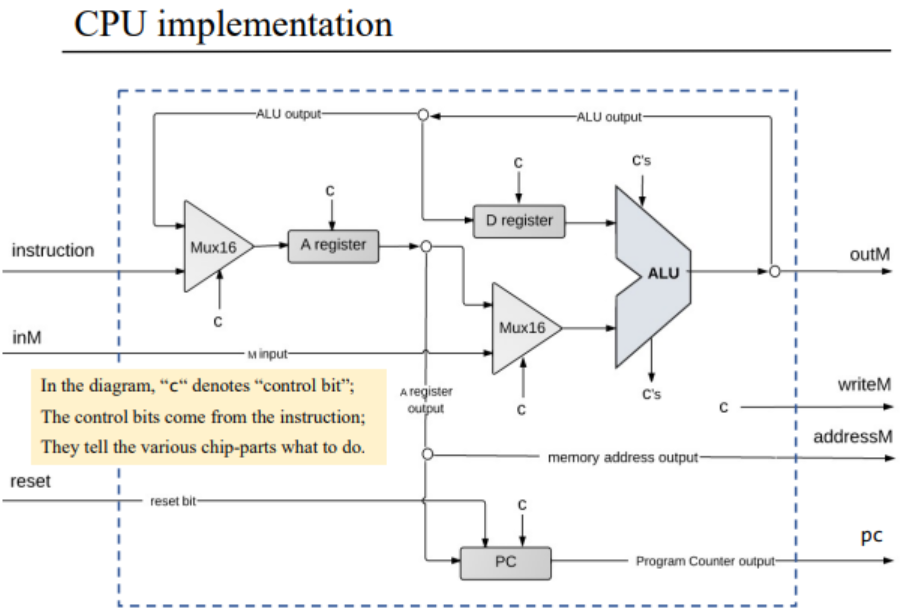 CPU implementation
ALU output
ALU output
C
C
C's
instruction
Mux16
A register
D register
ALU
outM
C
Mux16
inM
M input
In the diagram, “c“ denotes “control bit”;
The control bits come from the instruction;
They tell the various chip-parts what to do.
A register
output
C
C's
C
writeM
addressM
memory address output
reset
reset bit
C
PC
Program Counter output
pc